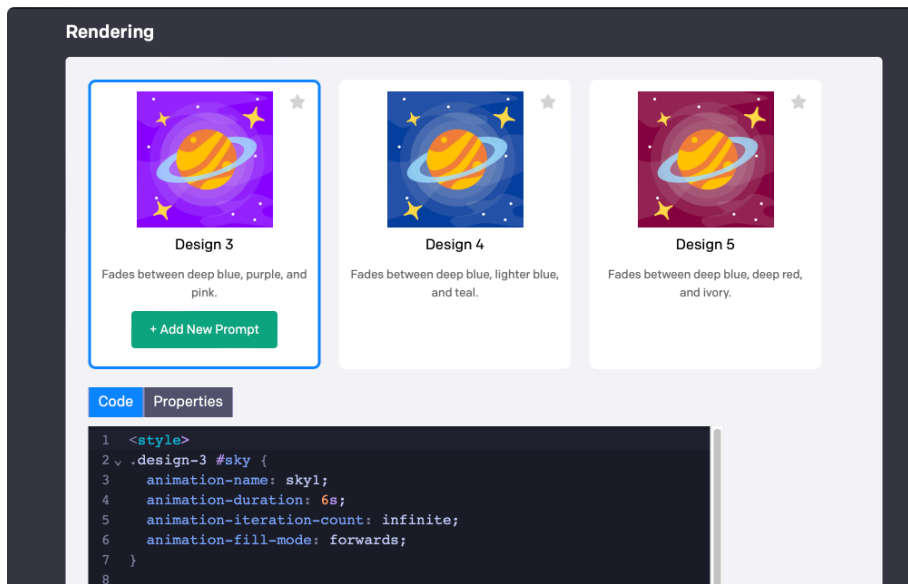 Rendering
Design 3
Fades between deep blue, purple, and
pink.
+ Add New Prompt
Design 4
Fades between deep blue, lighter blue,
and teal.
Design 5
Fades between deep blue, deep red,
and ivory.
Code
Properties
1 <style>
2 .design-3 #sky {
3 animation-name: sky1;
4 animation-duration: 6s;
5 animation-iteration-count: infinite;
6 animation-fill-mode: forwards;
7 }
8